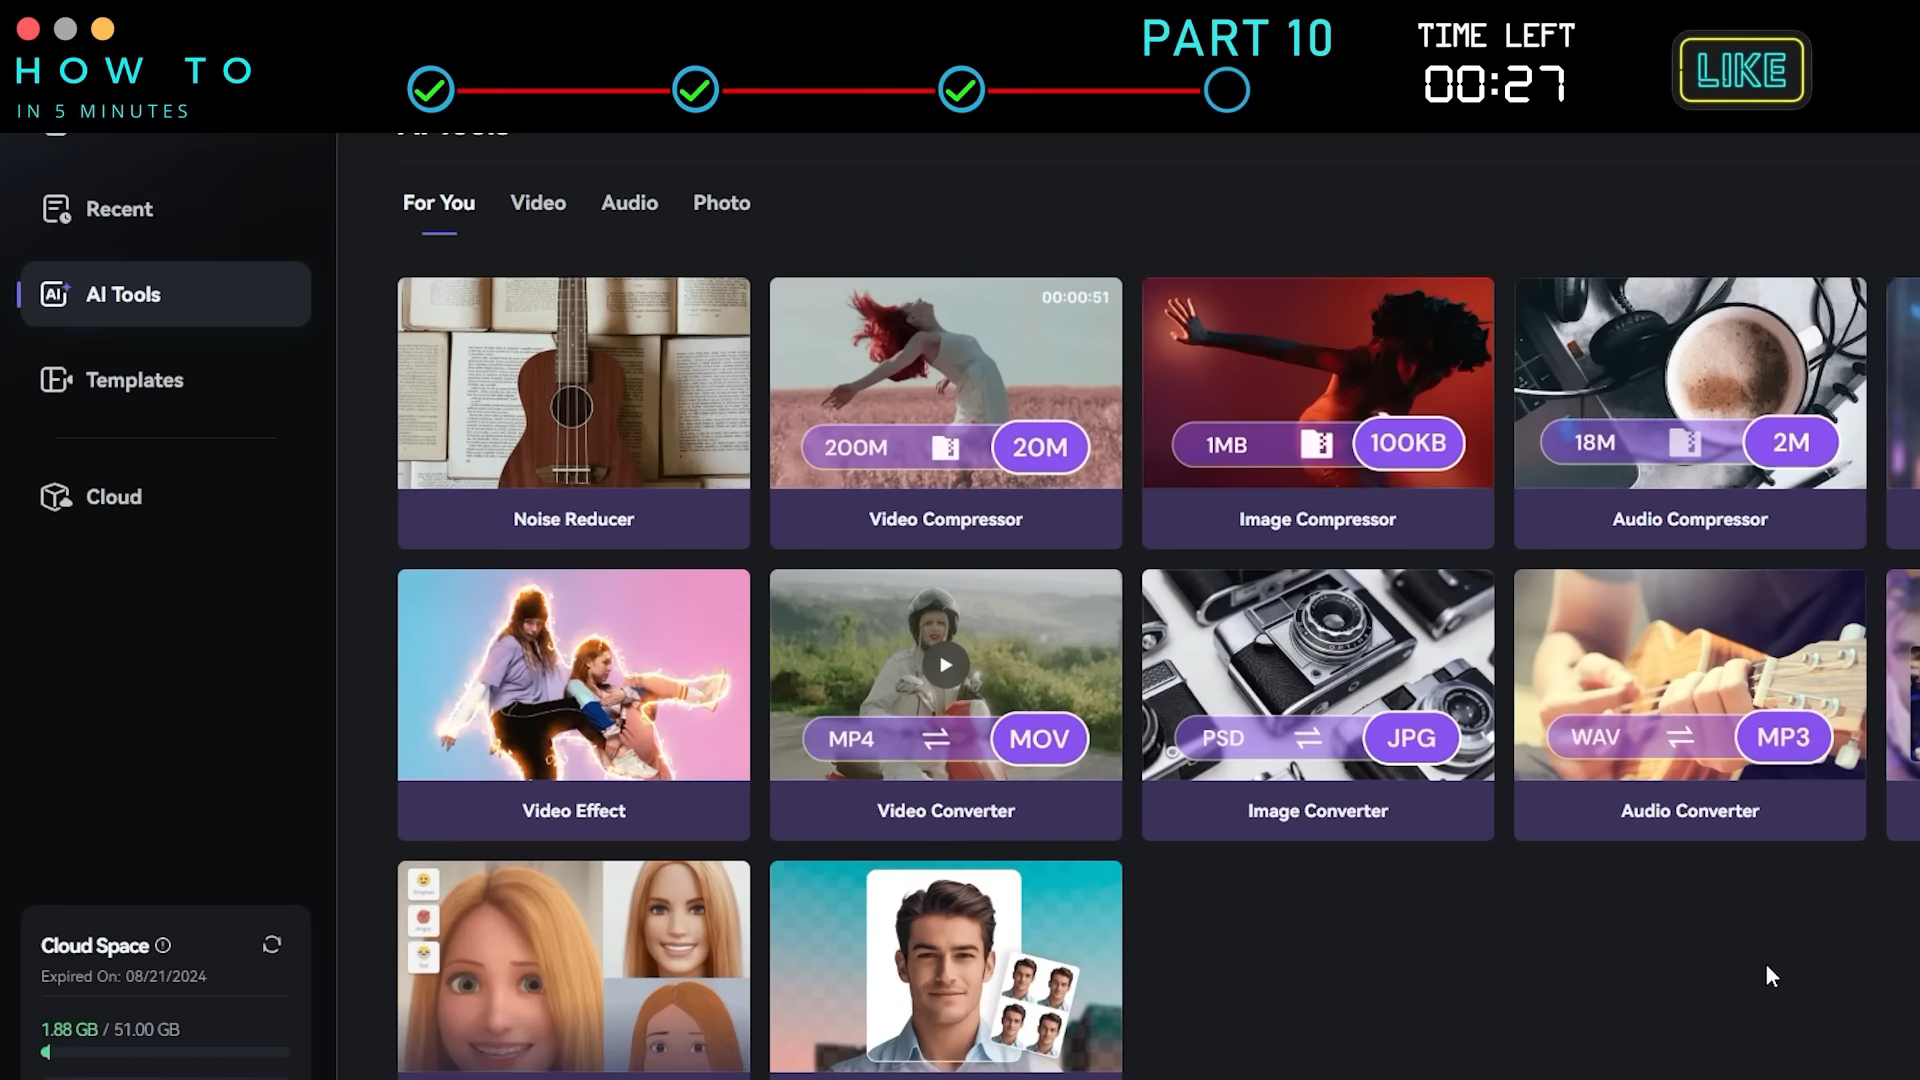 HOW TO
IN 5 MINUTES
PART 10
TIME LEFT
00:27
LIKE
AI Tools
Recent
AI Tools
Templates
Cloud
For You
Video
Audio
Photo
00:00:51
200M
20M
1MB
100KB
18M
2M
Noise Reducer
Video Compressor
Image Compressor
Audio Compressor
MP4
MOV
PSD
JPG
WAV
MP3
Video Effect
Video Converter
Image Converter
Audio Converter
Cloud Space
Expired On: 08/21/2024
1.88 GB / 51.00 GB